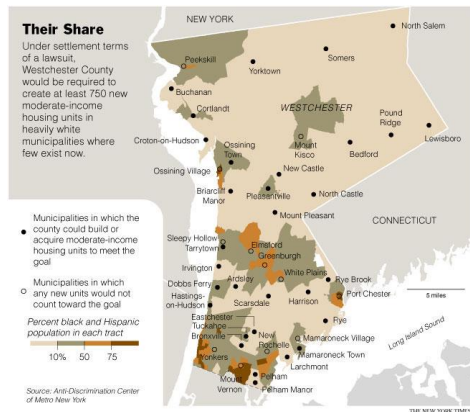 NEW YORK
Their Share
Under settlement terms
of a lawsuit,
Westchester County
would be required to
create at least 750 new
moderate-income
housing units in
heavily white
municipalities where
few exist now.
North Salem
Peekskill
Somers
Yorktown
Buchanan
WESTCHESTER
Cortlandt
Pound
Ridge
Lewisboro
Croton-on-Hudson
Mount
Kisco
Bedford
Ossining
Town
New Castle
Ossining Village
Briarcliff
Manor
Pleasantville
North Castle
Mount Pleasant
CONNECTICUT
Municipalities in which the
county could build or
acquire moderate-income
housing units to meet the
goal
Municipalities in which
any new units would not
count toward the goal
Percent black and Hispanic
population in each tract
10% 50 75
Sleepy Hollow
Tarrytown
Elmsford
Greenburgh
Irvington
White Plains
Rye Brook
Dobbs Ferry
Ardsley
Port Chester
5 miles
Hastings-
on-Hudson
Scarsdale
Harrison
Eastchester
Tuckahoe
Bronxville
Rye
New
Rochelle
Mamaroneck Village
Mamaroneck Town
Long Island Sound
Yonkers
Larchmont
Mount
Vernon
Pelham
Pelham Manor
Source: Anti-Discrimination Center
of Metro New York
THE NEW YORK TIMES